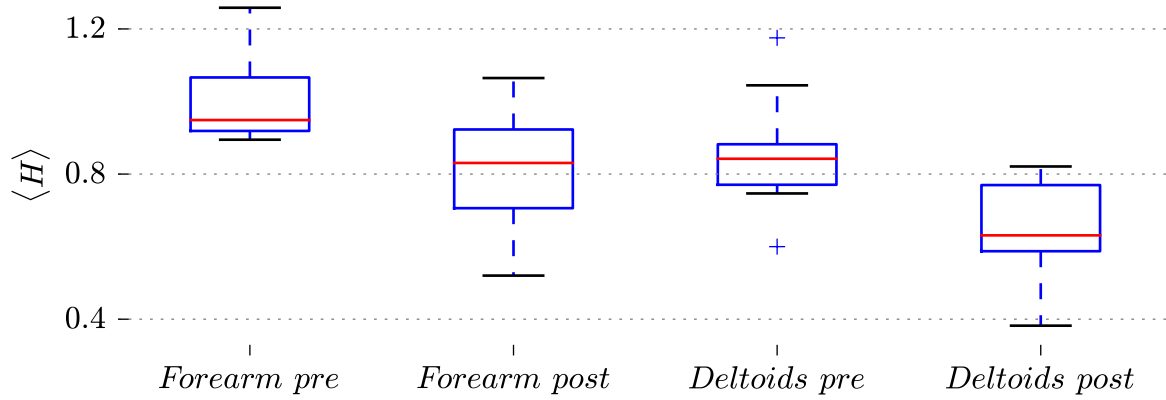 1.2
0.8
0.4
⟨H⟩
Forearm pre
Forearm post
Deltoids pre
Deltoids post